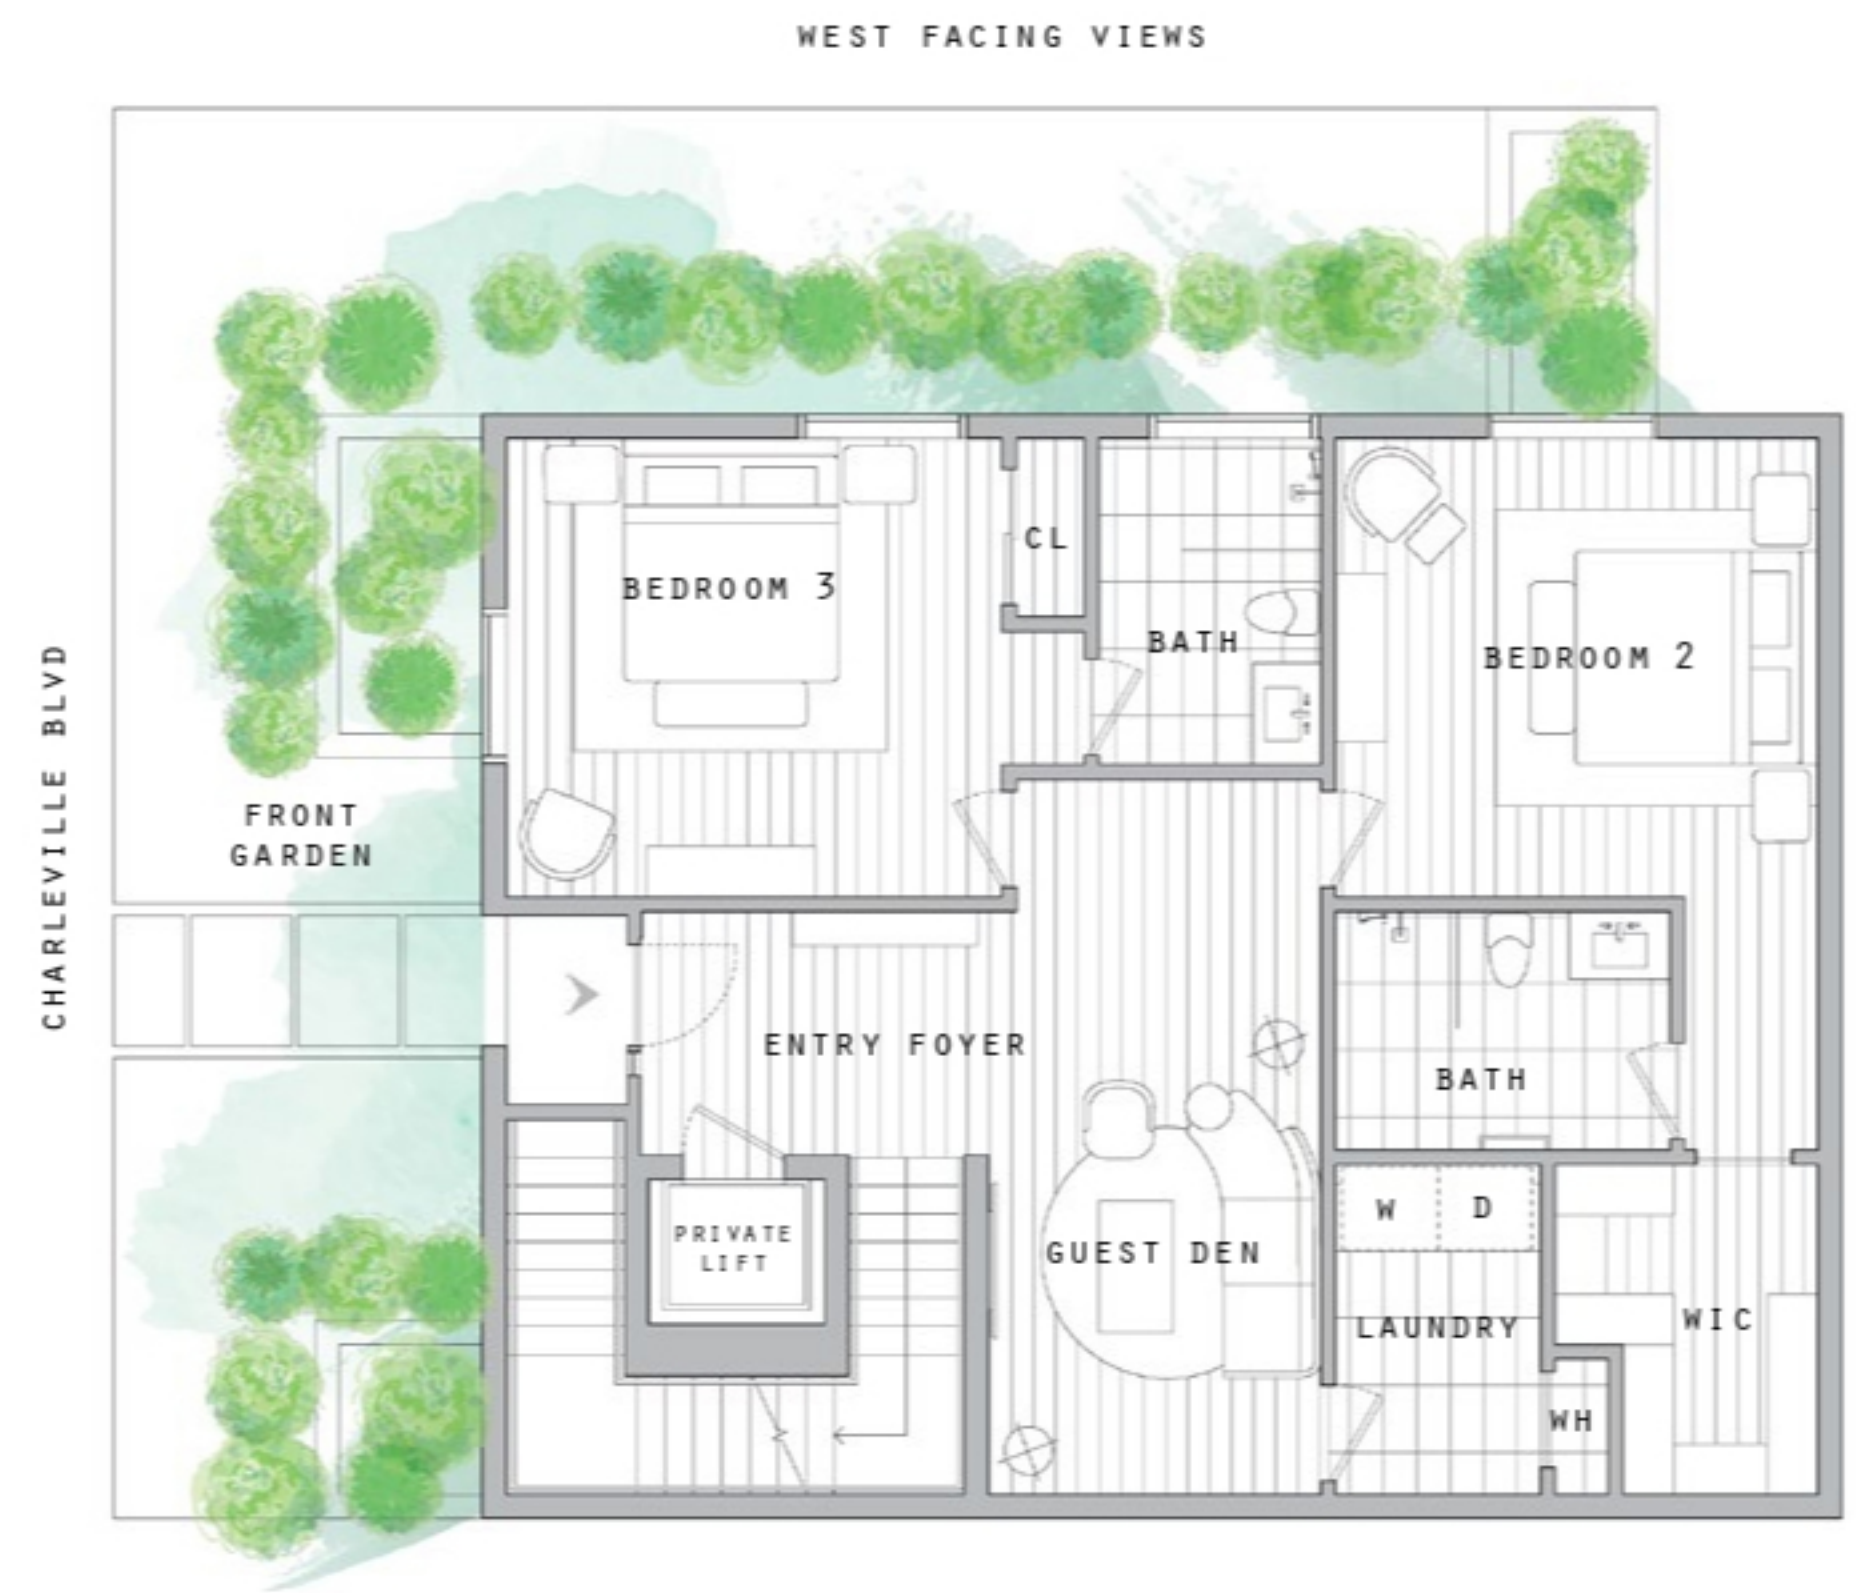 WEST FACING VIEWS
CL
BEDROOM 3
BATH
BEDROOM 2
CHARLEVILLE BLVD
FRONT
GARDEN
ENTRY FOYER
BATH
PRIVATE
LIFT
W D
GUEST DEN
LAUNDRY
WIC
WH